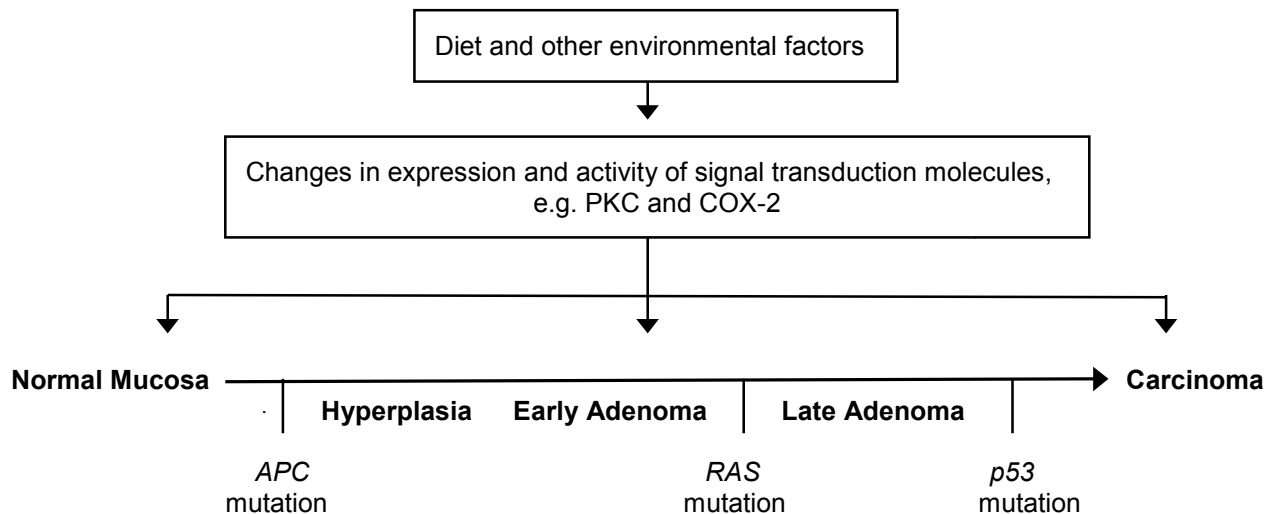 Diet and other environmental factors
Changes in expression and activity of signal transduction molecules,
e.g. PKC and COX-2
Normal Mucosa
Carcinoma
Hyperplasia
Early Adenoma
Late Adenoma
APC
mutation
RAS
mutation
p53
mutation